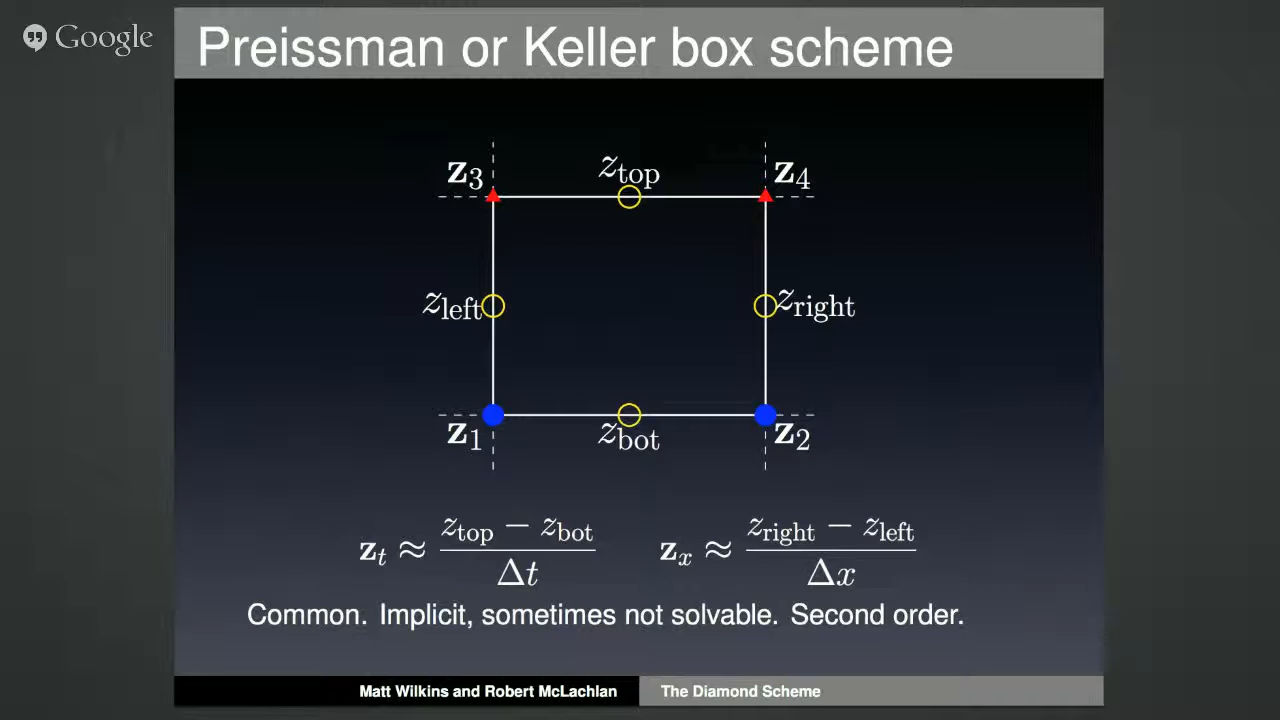 Google
Preissman or Keller box scheme
z₃ z_top z₄
z_left z_right
z₁ z_bot z₂
z_t ≈ (z_top − z_bot)/Δt z_x ≈ (z_right − z_left)/Δx
Common. Implicit, sometimes not solvable. Second order.
Matt Wilkins and Robert McLachlan The Diamond Scheme